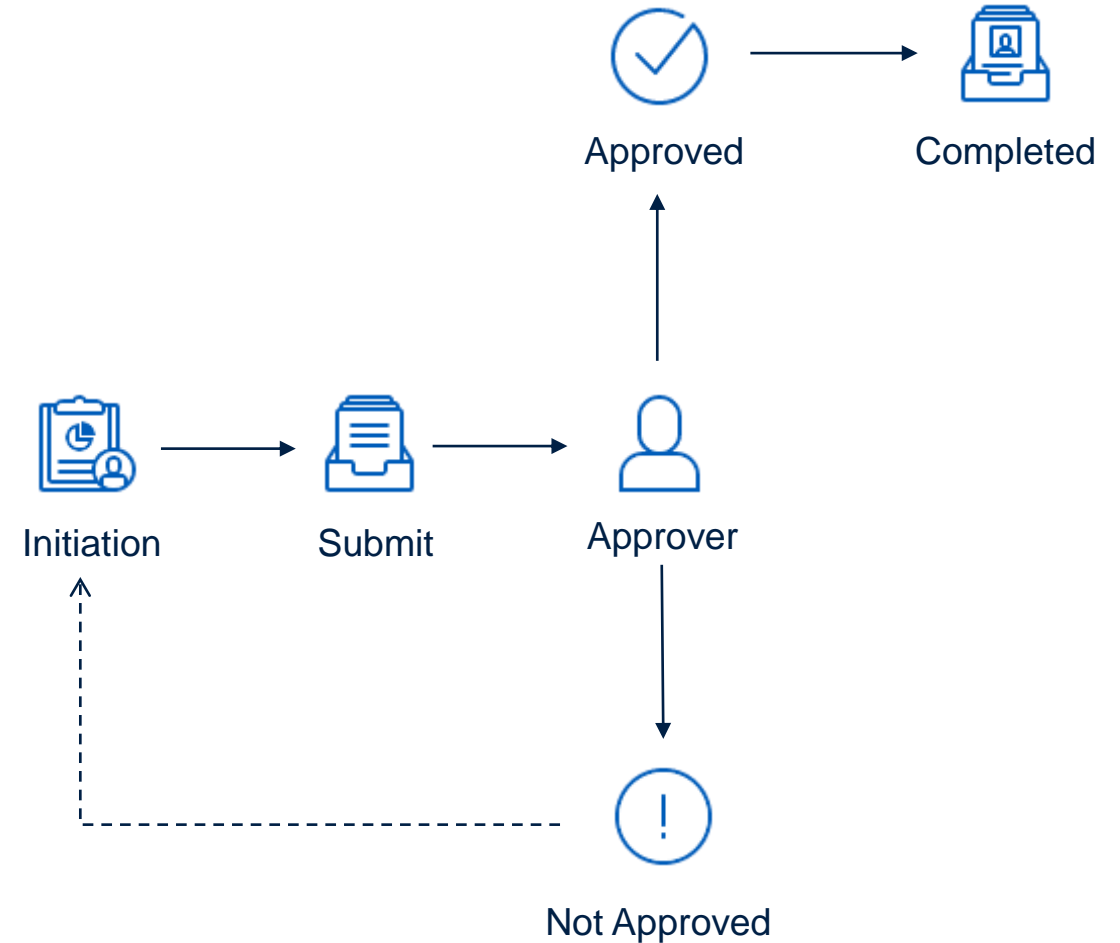 Approved
Completed
Initiation
Submit
Approver
Not Approved